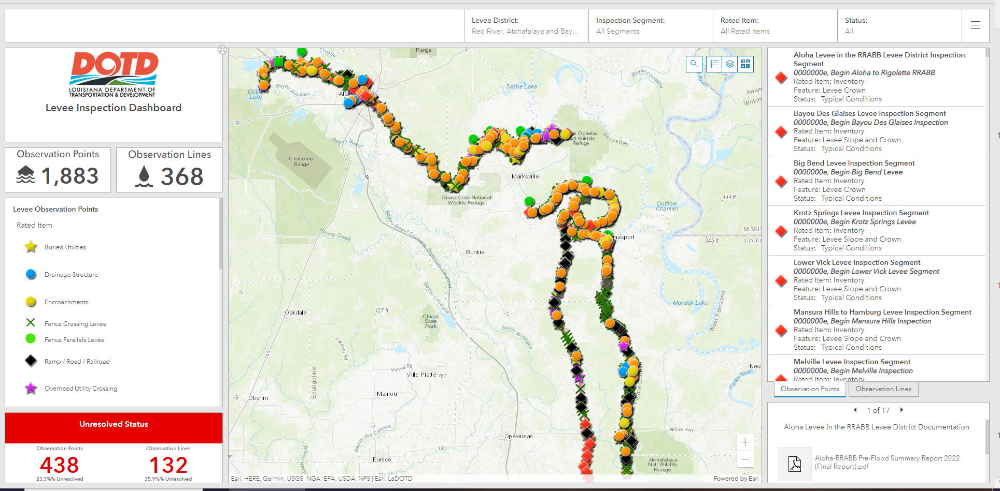 Levee District:
Red River, Atchafalaya and Bay…
Inspection Segment:
All Segments
Rated Item:
All Rated Items
Status:
All
DOTD
LOUISIANA DEPARTMENT OF
TRANSPORTATION & DEVELOPMENT
Levee Inspection Dashboard
Observation Points
1,883
Observation Lines
368
Levee Observation Points
Rated Item
Buried Utilities
Drainage Structure
Encroachments
Fence Crossing Levee
Fence Parallels Levee
Ramp / Road / Railroad
Overhead Utility Crossing
Unresolved Status
Observation Points
438
23.3%% Unresolved
Observation Lines
132
35.9%% Unresolved
Range
Bayou Rapides
Lake
Saline Lake
Bayou Cocodrie
28
Bayou Boeuf
Claiborne
Range
Ophelia
Natl Wildlife
Refuge
Avoyelles
49
Marksville
Grand Cote National
Wildlife Refuge
444 ft
Outflow
Channel
Spring Creek
Bayou Boeuf Cocodrie Diversion Channel
mesport
345 ft
MISSIS
LOUIS
Bunkie
10
Bayou Cocodrie
Monday Lake
West Feliciana
Oakdale
127 ft
Chicot
State
Park
71
Bayou Wauksha
Oakdale Rd
165
Evangeline
Vidrine Rd
Ville Platte
167
Pointe Coupee
New
False River
26
Oberlin
Mamou
Bayou des Cannes
190
Opelousas
Airline Hwy
Eunice
Atchafalaya
Natl Wildlife
Refuge
Esri, HERE, Garmin, USGS, NGA, EPA, USDA, NPS | Esri, LaDOTD
Powered by Esri
Aloha Levee in the RRABB Levee District Inspection
Segment
0000000e, Begin Aloha to Rigolette RRABB
Rated Item: Inventory
Feature: Levee Crown
Status: Typical Conditions
Bayou Des Glaises Levee Inspection Segment
0000000e, Begin Bayou Des Glaises Inspection
Rated Item: Inventory
Feature: Levee Slope and Crown
Status: Typical Conditions
Big Bend Levee Inspection Segment
0000000e, Begin Big Bend Levee
Rated Item: Inventory
Feature: Levee Crown
Status: Typical Conditions
Krotz Springs Levee Inspection Segment
0000000e, Begin Krotz Springs Levee
Rated Item: Inventory
Feature: Levee Slope and Crown
Status: Typical Conditions
Lower Vick Levee Inspection Segment
0000000e, Begin Lower Vick Levee Segment
Rated Item: Inventory
Feature: Levee Slope and Crown
Status: Typical Conditions
Mansura Hills to Hamburg Levee Inspection Segment
0000000e, Begin Mansura Hills Inspection
Rated Item: Inventory
Feature: Levee Slope and Crown
Status: Typical Conditions
Melville Levee Inspection Segment
0000000e, Begin Melville Inspection
Rated Item: Inventory
Observation Points
Observation Lines
1 of 17
Aloha Levee in the RRABB Levee District Documentation
Aloha-RRABB Pre-Flood Summary Report 2022
(Final Report).pdf